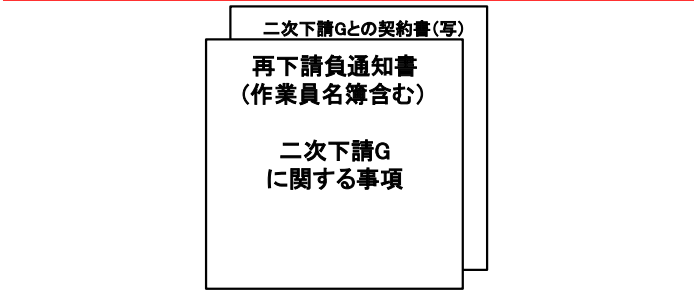 二次下請Gとの契約書（写）
再下請負通知書
（作業員名簿含む）
二次下請G
に関する事項